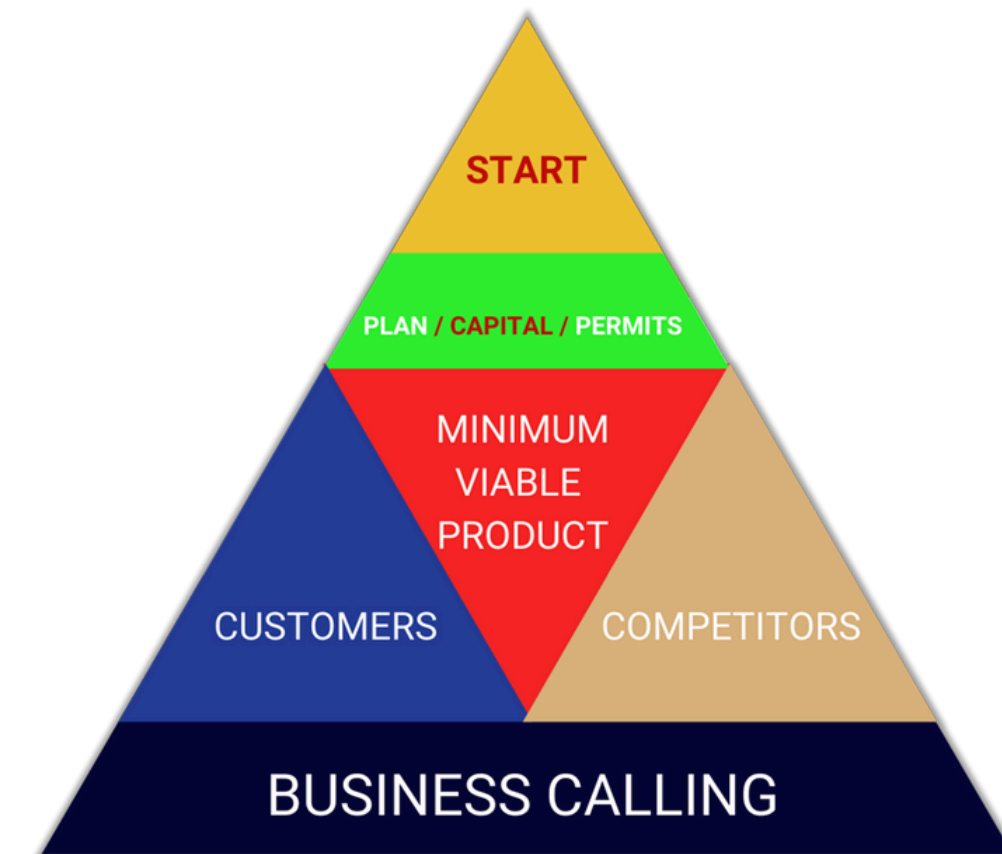 START
PLAN / CAPITAL / PERMITS
MINIMUM
VIABLE
PRODUCT
CUSTOMERS
COMPETITORS
BUSINESS CALLING